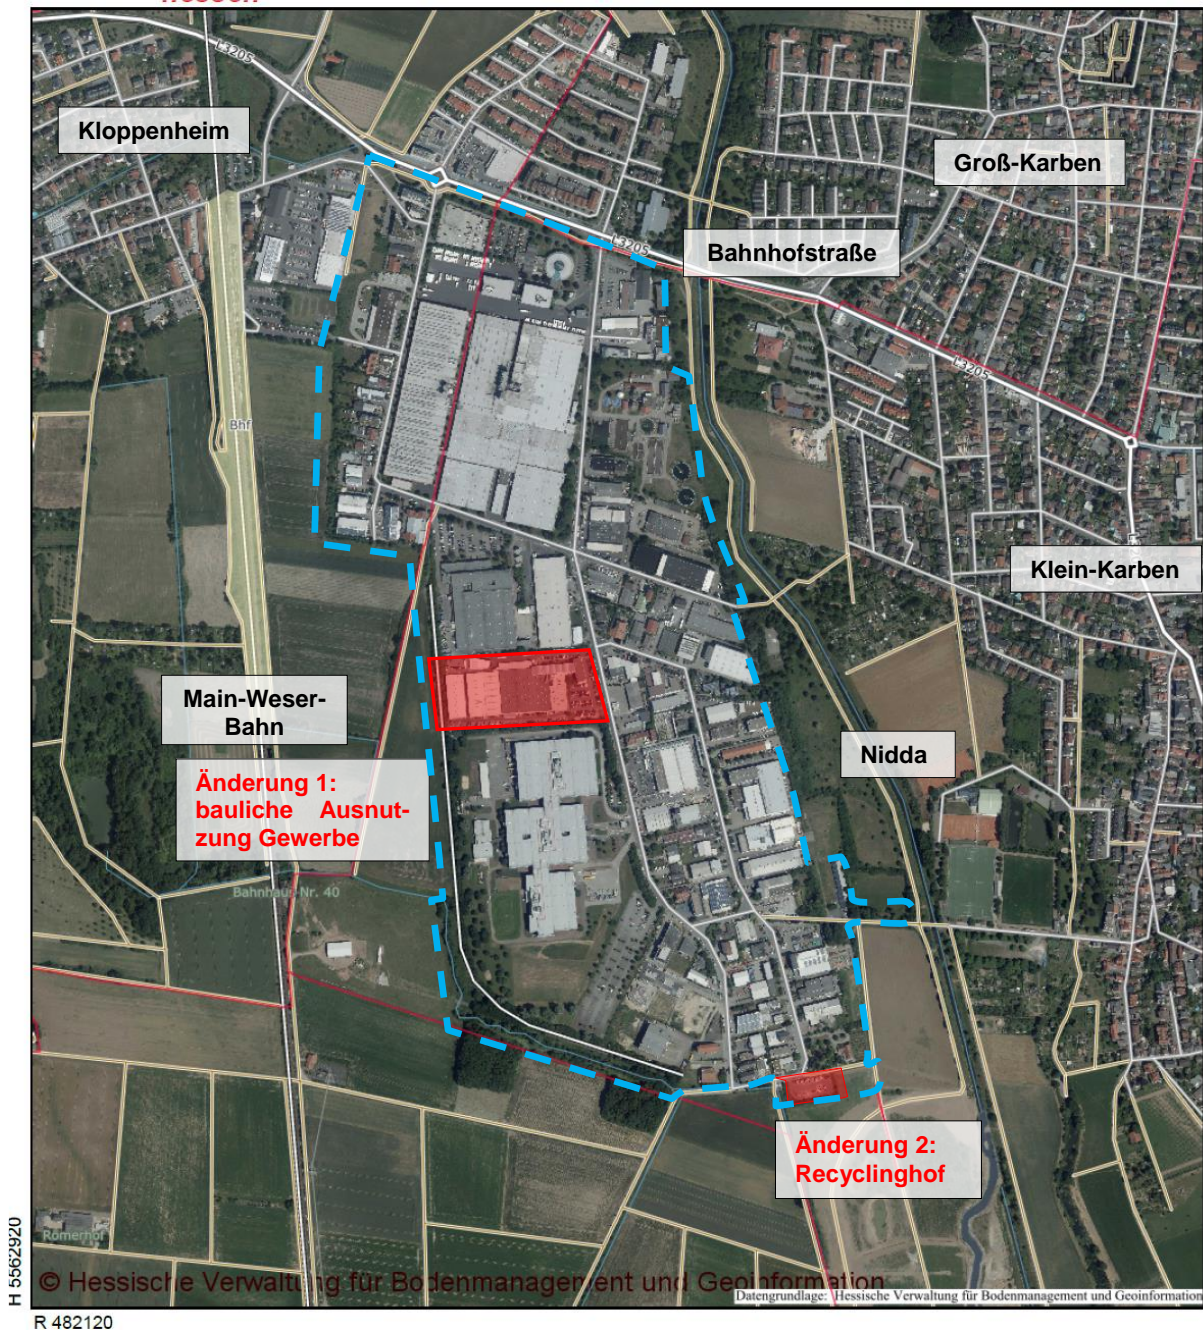 L3205
Kloppenheim
Groß-Karben
L3205
Bahnhofstraße
L3205
Bhf
Klein-Karben
Main-Weser-
Bahn
Nidda
Änderung 1:
bauliche Ausnut-
zung Gewerbe
Bahnhaus Nr. 40
Änderung 2:
Recyclinghof
Römerhof
H 5562920
© Hessische Verwaltung für Bodenmanagement und Geoinformation
Datengrundlage: Hessische Verwaltung für Bodenmanagement und Geoinformation
R 482120